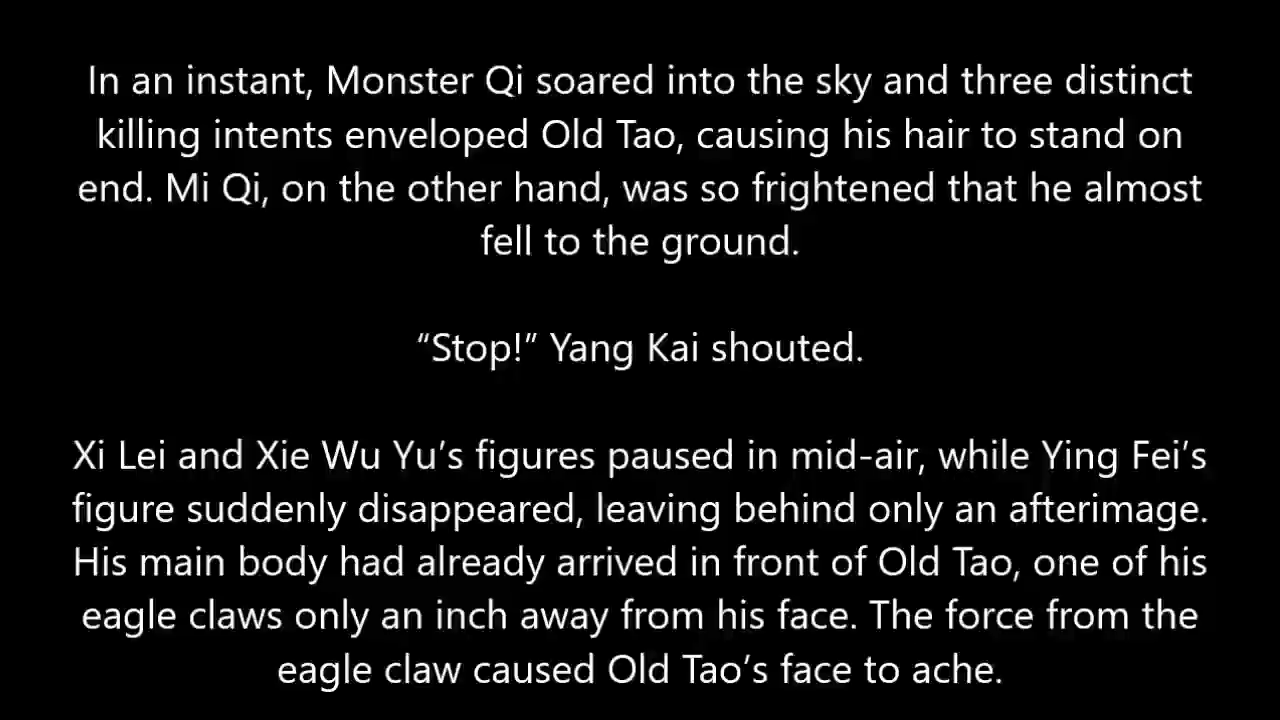 In an instant, Monster Qi soared into the sky and three distinct
killing intents enveloped Old Tao, causing his hair to stand on
end. Mi Qi, on the other hand, was so frightened that he almost
fell to the ground.
“Stop!” Yang Kai shouted.
Xi Lei and Xie Wu Yu’s figures paused in mid-air, while Ying Fei’s
figure suddenly disappeared, leaving behind only an afterimage.
His main body had already arrived in front of Old Tao, one of his
eagle claws only an inch away from his face. The force from the
eagle claw caused Old Tao’s face to ache.